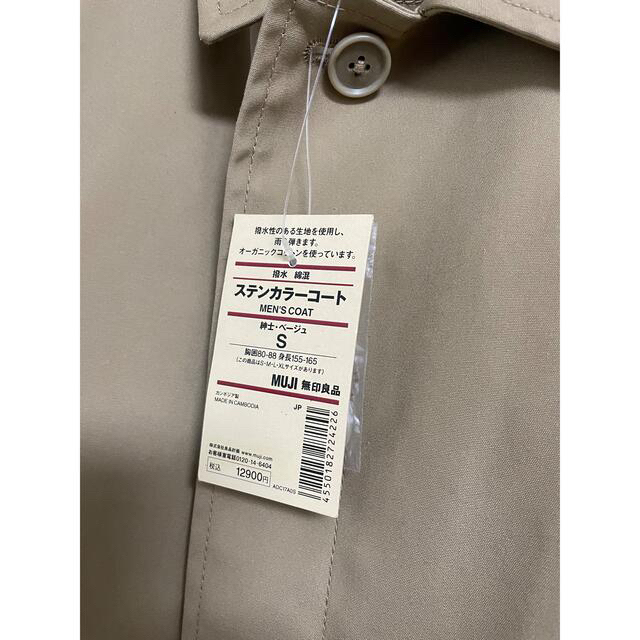 撥水性のある生地を使用し、
雨を弾きます。
オーガニックコットンを使っています。
撥水 綿混
ステンカラーコート
MEN'S COAT
紳士・ベージュ
S
胸囲80-88 身長155-165
(この商品はS・M・L・XLサイズがあります)
MUJI 無印良品
カンボジア製
MADE IN CAMBODIA
JP
株式会社良品計画 www.muji.com
お客様室電話0120-14-6404
税込 12900円
ADC17A0S
4550182724226